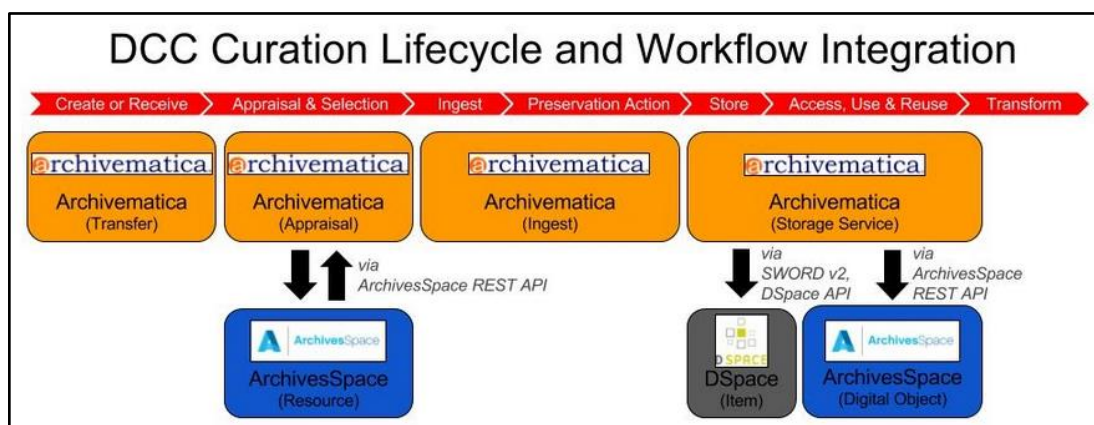 DCC Curation Lifecycle and Workflow Integration
Create or Receive
Appraisal & Selection
Ingest
Preservation Action
Store
Access, Use & Reuse
Transform
archivematica
Archivematica
(Transfer)
archivematica
Archivematica
(Appraisal)
archivematica
Archivematica
(Ingest)
archivematica
Archivematica
(Storage Service)
via
ArchivesSpace REST API
via
SWORD v2,
DSpace API
via
ArchivesSpace
REST API
A ArchivesSpace
ArchivesSpace
(Resource)
DSPACE
DSpace
(Item)
A ArchivesSpace
ArchivesSpace
(Digital Object)